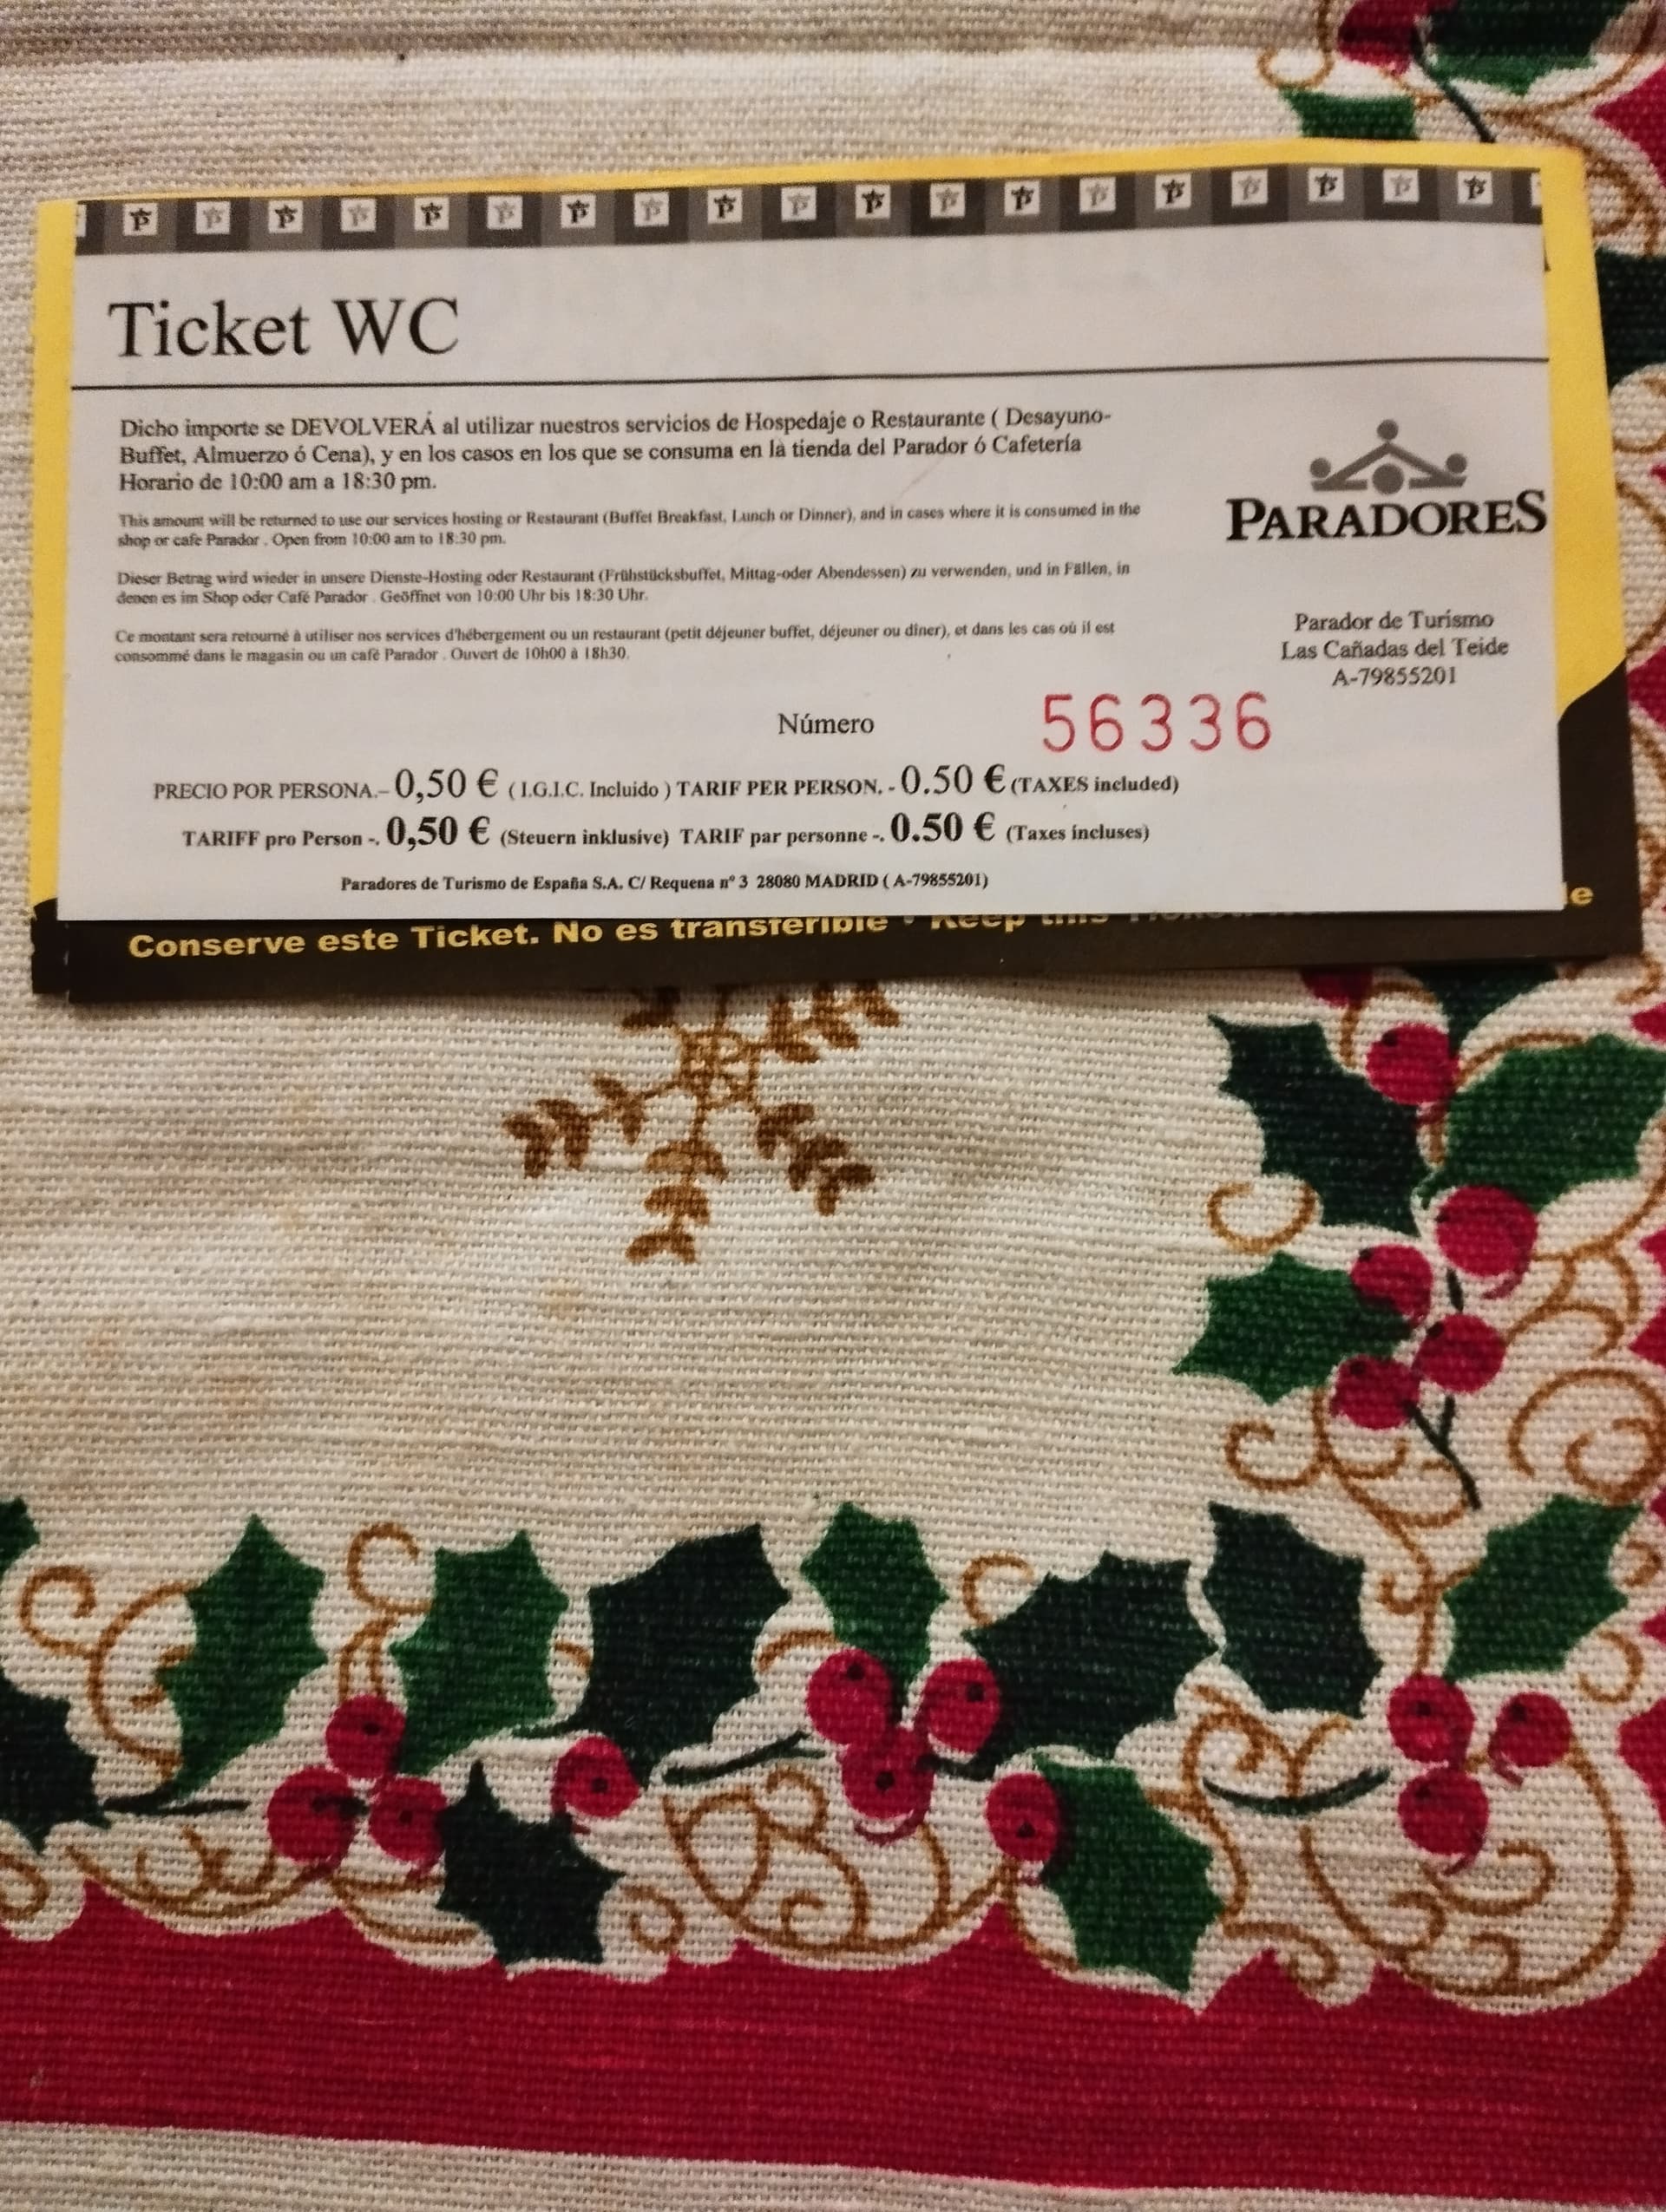 Ticket WC
Dicho importe se DEVOLVERÁ al utilizar nuestros servicios de Hospedaje o Restaurante ( Desayuno-
Buffet, Almuerzo ó Cena), y en los casos en los que se consuma en la tienda del Parador ó Cafetería
Horario de 10:00 am a 18:30 pm.
This amount will be returned to use our services hosting or Restaurant (Buffet Breakfast, Lunch or Dinner), and in cases where it is consumed in the
shop or cafe Parador . Open from 10:00 am to 18:30 pm.
Dieser Betrag wird wieder in unsere Dienste-Hosting oder Restaurant (Frühstücksbuffet, Mittag-oder Abendessen) zu verwenden, und in Fällen, in
denen es im Shop oder Café Parador . Geöffnet von 10:00 Uhr bis 18:30 Uhr.
Ce montant sera retourné à utiliser nos services d'hébergement ou un restaurant (petit déjeuner buffet, déjeuner ou dîner), et dans les cas où il est
consommé dans le magasin ou un café Parador . Ouvert de 10h00 à 18h30.
PARADORES
Parador de Turismo
Las Cañadas del Teide
A-79855201
Número 56336
PRECIO POR PERSONA.- 0,50 € ( I.G.I.C. Incluido ) TARIF PER PERSON. - 0.50 € (TAXES included)
TARIFF pro Person -. 0,50 € (Steuern inklusive) TARIF par personne -. 0.50 € (Taxes incluses)
Paradores de Turismo de España S.A. C/ Requena nº 3 28080 MADRID ( A-79855201)
Conserve este Ticket. No es transferible • Keep this Ticket